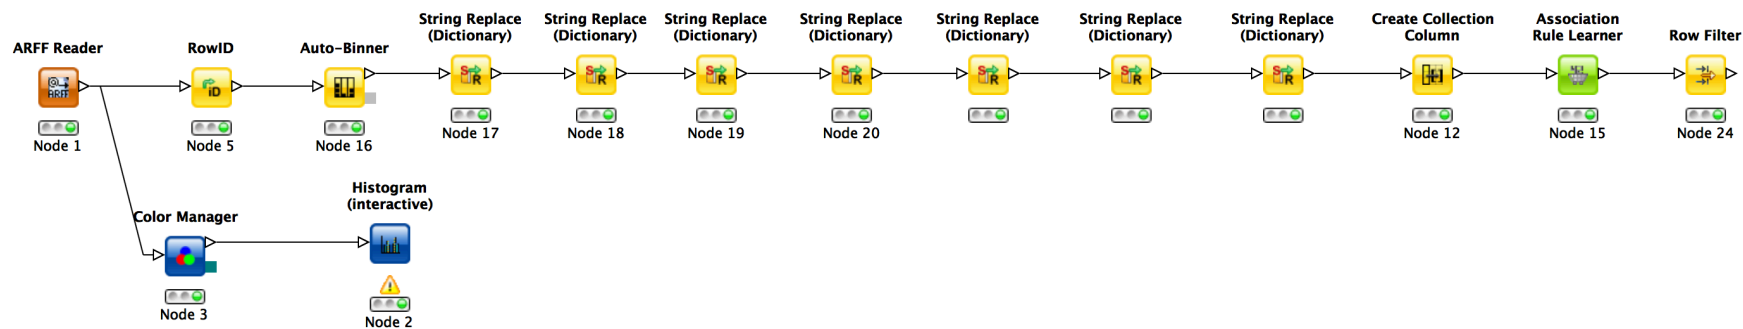 ARFF Reader
Node 1
RowID
Node 5
Auto-Binner
Node 16
String Replace
(Dictionary)
Node 17
String Replace
(Dictionary)
Node 18
String Replace
(Dictionary)
Node 19
String Replace
(Dictionary)
Node 20
String Replace
(Dictionary)
String Replace
(Dictionary)
String Replace
(Dictionary)
Create Collection
Column
Node 12
Association
Rule Learner
Node 15
Row Filter
Node 24
Color Manager
Node 3
Histogram
(interactive)
Node 2
ARFF
iD
S
R
S
R
S
R
S
R
S
R
S
R
S
R